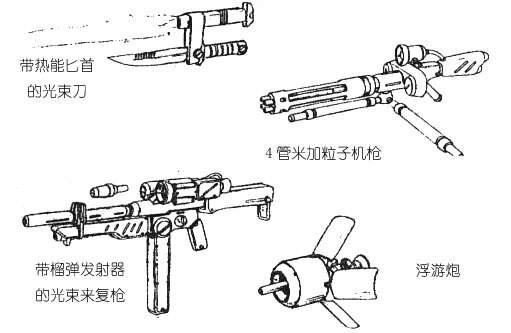 带热能匕首
的光束刀
4管米加粒子机枪
带榴弹发射器
的光束来复枪
浮游炮